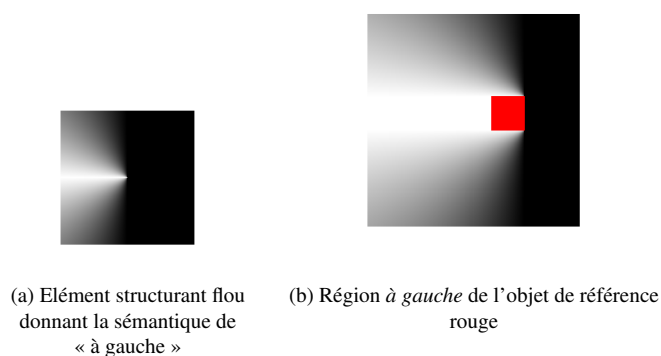 (a) Elément structurant flou
donnant la sémantique de
« à gauche »
(b) Région à gauche de l'objet de référence
rouge